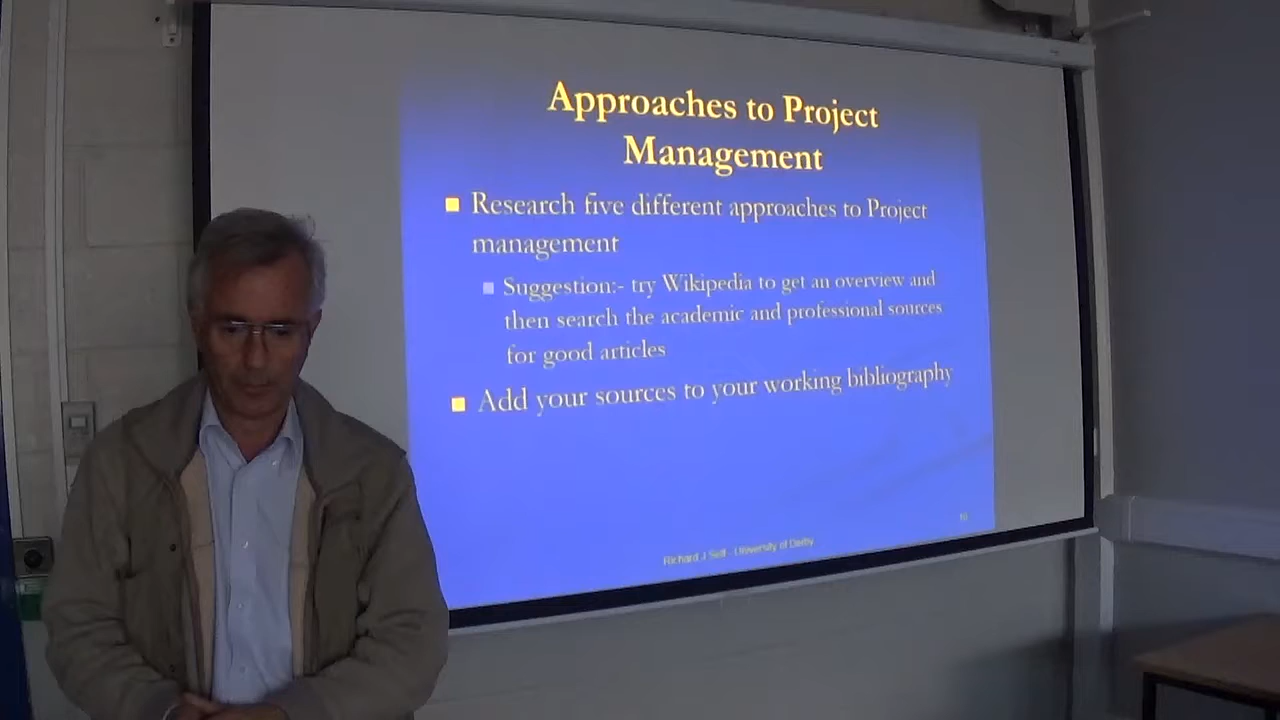 Approaches to Project
Management
Research five different approaches to Project
management
Suggestion:- try Wikipedia to get an overview and
then search the academic and professional sources
for good articles
Add your sources to your working bibliography
Richard J Self - University of Derby